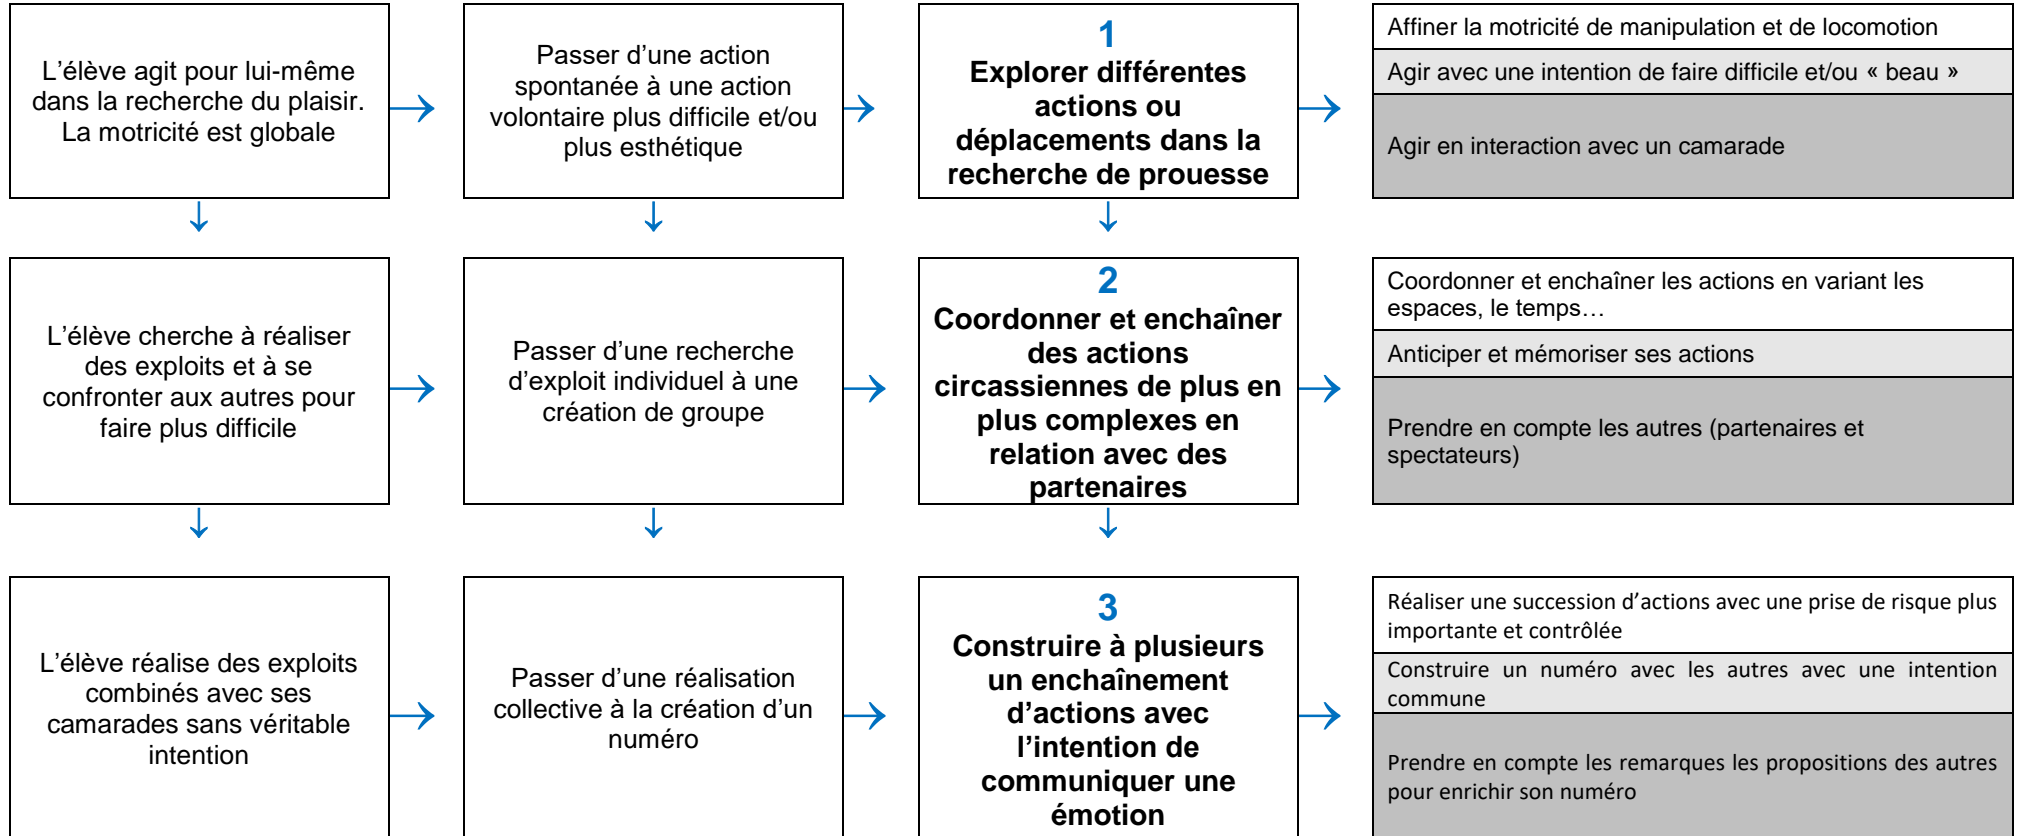 L’élève agit pour lui-même
dans la recherche du plaisir.
La motricité est globale
Passer d’une action
spontanée à une action
volontaire plus difficile et/ou
plus esthétique
1
Explorer différentes
actions ou
déplacements dans la
recherche de prouesse
Affiner la motricité de manipulation et de locomotion
Agir avec une intention de faire difficile et/ou « beau »
Agir en interaction avec un camarade
L’élève cherche à réaliser
des exploits et à se
confronter aux autres pour
faire plus difficile
Passer d’une recherche
d’exploit individuel à une
création de groupe
2
Coordonner et enchaîner
des actions
circassiennes de plus en
plus complexes en
relation avec des
partenaires
Coordonner et enchaîner les actions en variant les
espaces, le temps…
Anticiper et mémoriser ses actions
Prendre en compte les autres (partenaires et
spectateurs)
L’élève réalise des exploits
combinés avec ses
camarades sans véritable
intention
Passer d’une réalisation
collective à la création d’un
numéro
3
Construire à plusieurs
un enchaînement
d’actions avec
l’intention de
communiquer une
émotion
Réaliser une succession d’actions avec une prise de risque plus
importante et contrôlée
Construire un numéro avec les autres avec une intention
commune
Prendre en compte les remarques les propositions des autres
pour enrichir son numéro